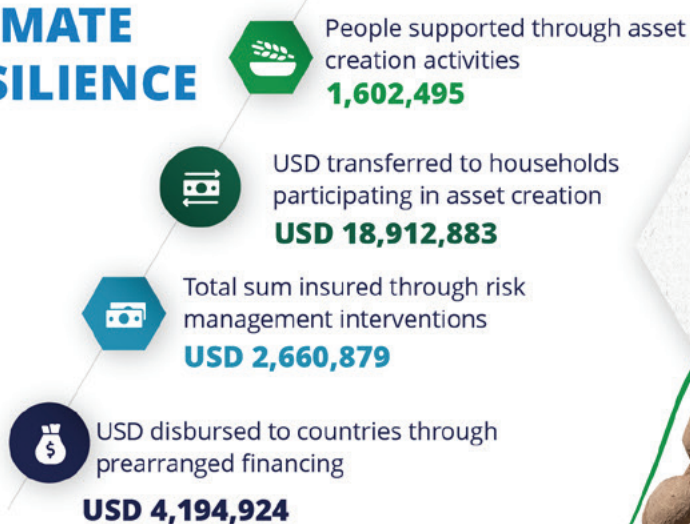 MATE
SILIENCE
People supported through asset
creation activities
1,602,495
USD transferred to households
participating in asset creation
USD 18,912,883
Total sum insured through risk
management interventions
USD 2,660,879
$
USD disbursed to countries through
prearranged financing
USD 4,194,924